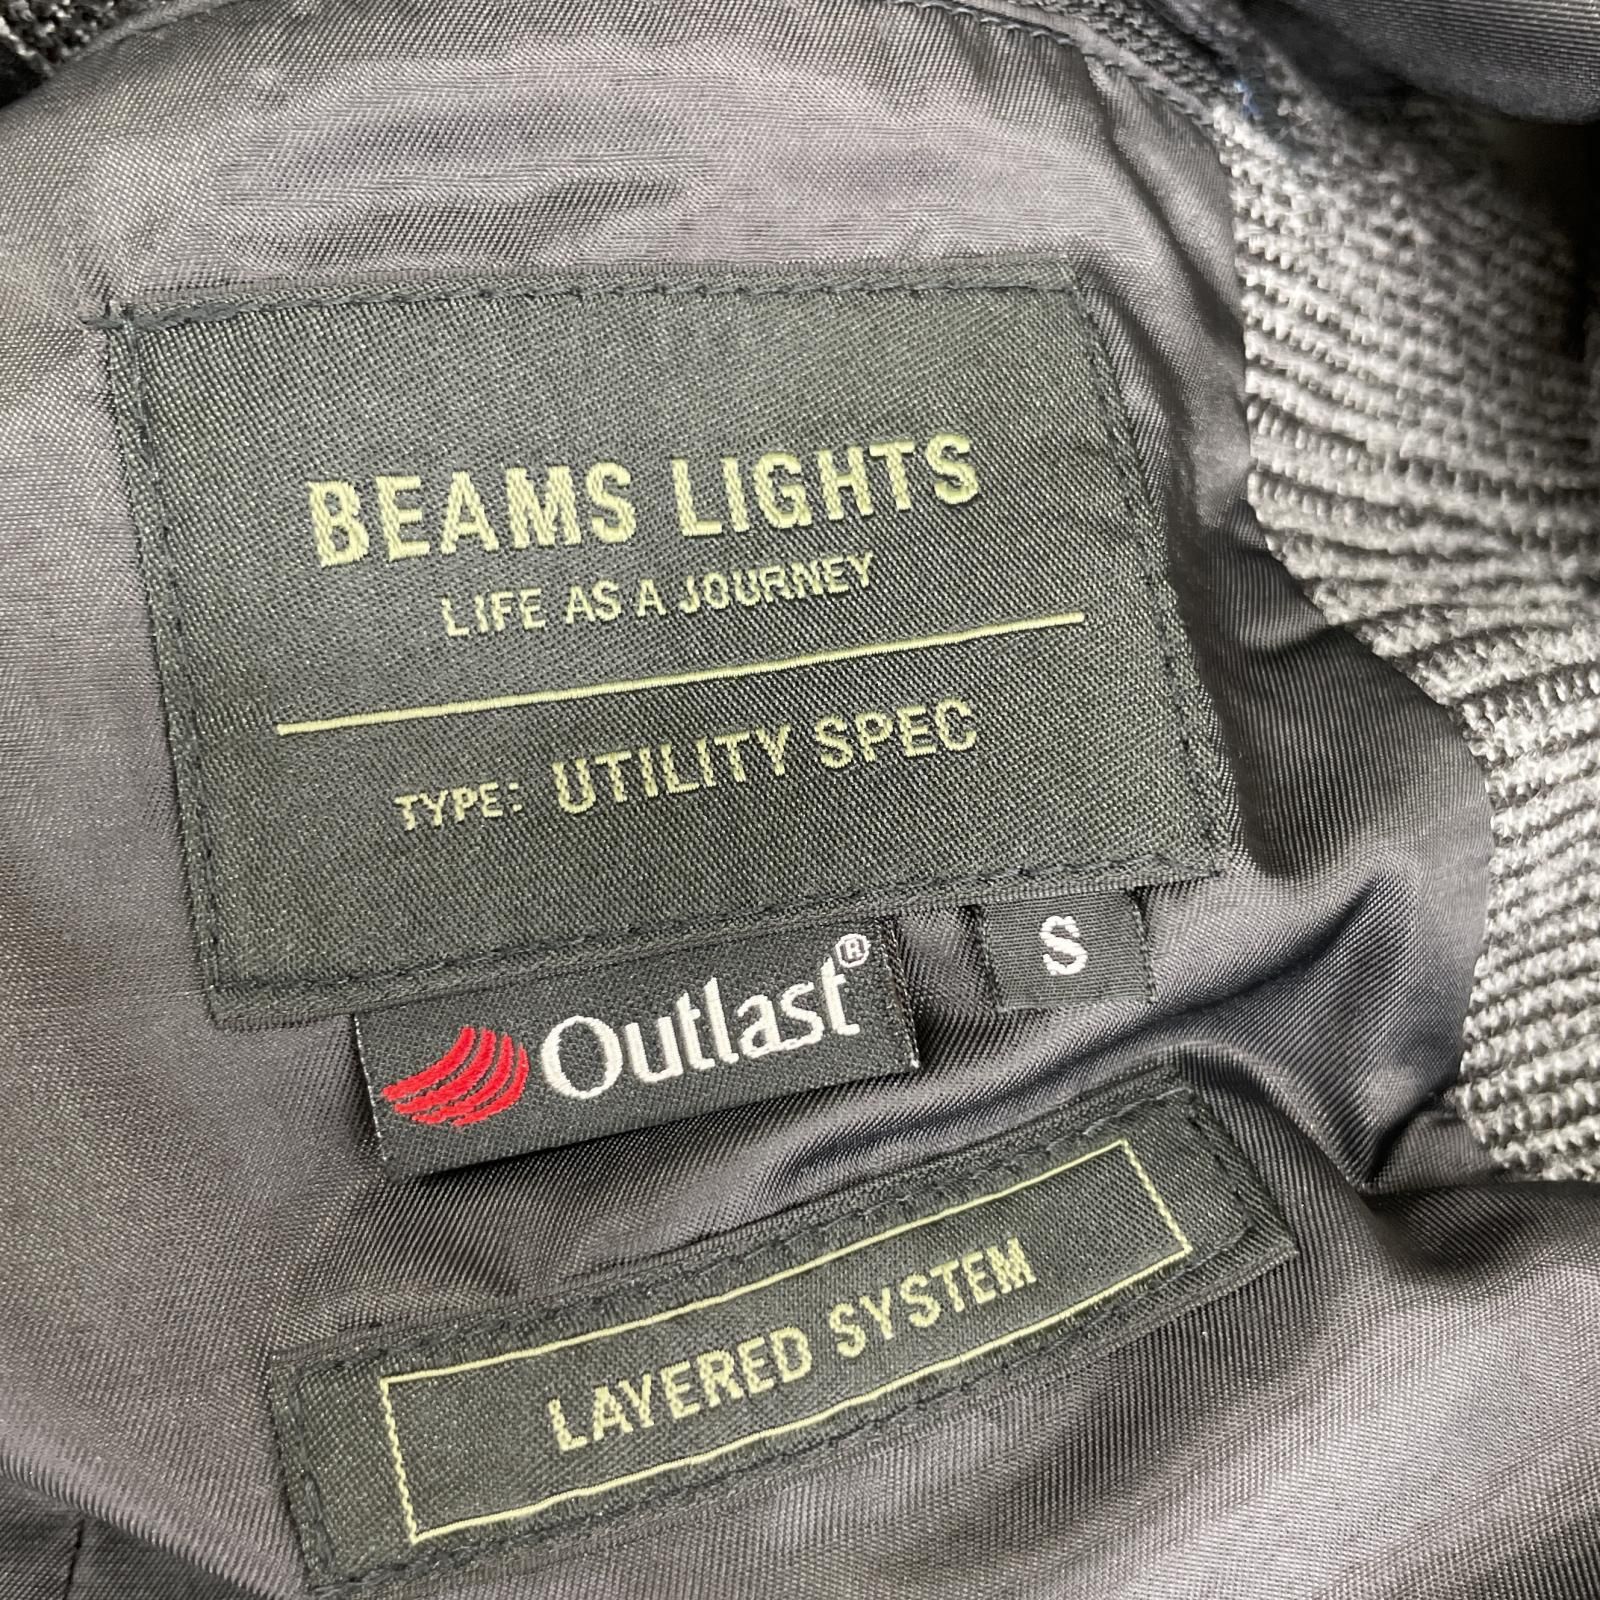 BEAMS LIGHTS
LIFE AS A JOURNEY
TYPE: UTILITY SPEC
Outlast®
S
LAYERED SYSTEM